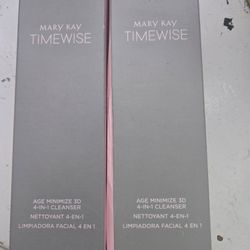 MARY KAY
TIMEWISE
AGE MINIMIZE 3D
4-IN-1 CLEANSER
NETTOYANT 4-EN-1
LIMPIADORA FACIAL 4 EN 1
MARY KAY
TIMEWISE
AGE MINIMIZE 3D
4-IN-1 CLEANSER
NETTOYANT 4-EN-1
LIMPIADORA FACIAL 4 EN 1